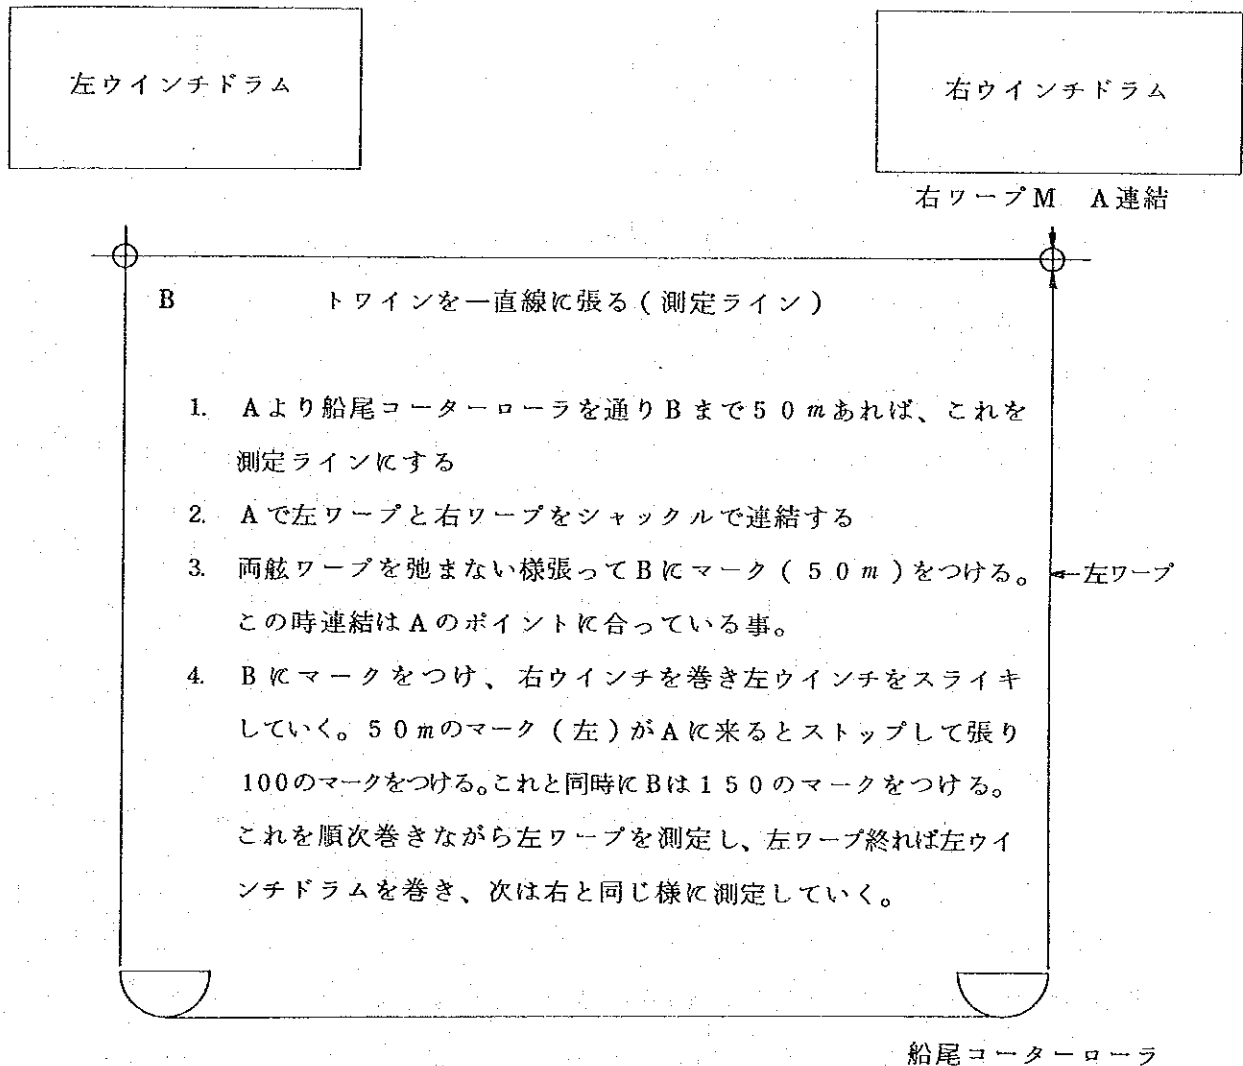 左ウインチドラム
右ウインチドラム
右ワープM A連結
B トワインを一直線に張る(測定ライン)
1. Aより船尾コーターローラを通りBまで50mあれば、これを
測定ラインにする
2. Aで左ワープと右ワープをシャックルで連結する
3. 両舷ワープを弛まない様張ってBにマーク(50m)をつける。
この時連結はAのポイントに合っている事。
←左ワープ
4. Bにマークをつけ、右ウインチを巻き左ウインチをスライキ
していく。50mのマーク(左)がAに来るとストップして張り
100のマークをつける。これと同時にBは150のマークをつける。
これを順次巻きながら左ワープを測定し、左ワープ終れば左ウイ
ンチドラムを巻き、次は右と同じ様に測定していく。
船尾コーターローラ